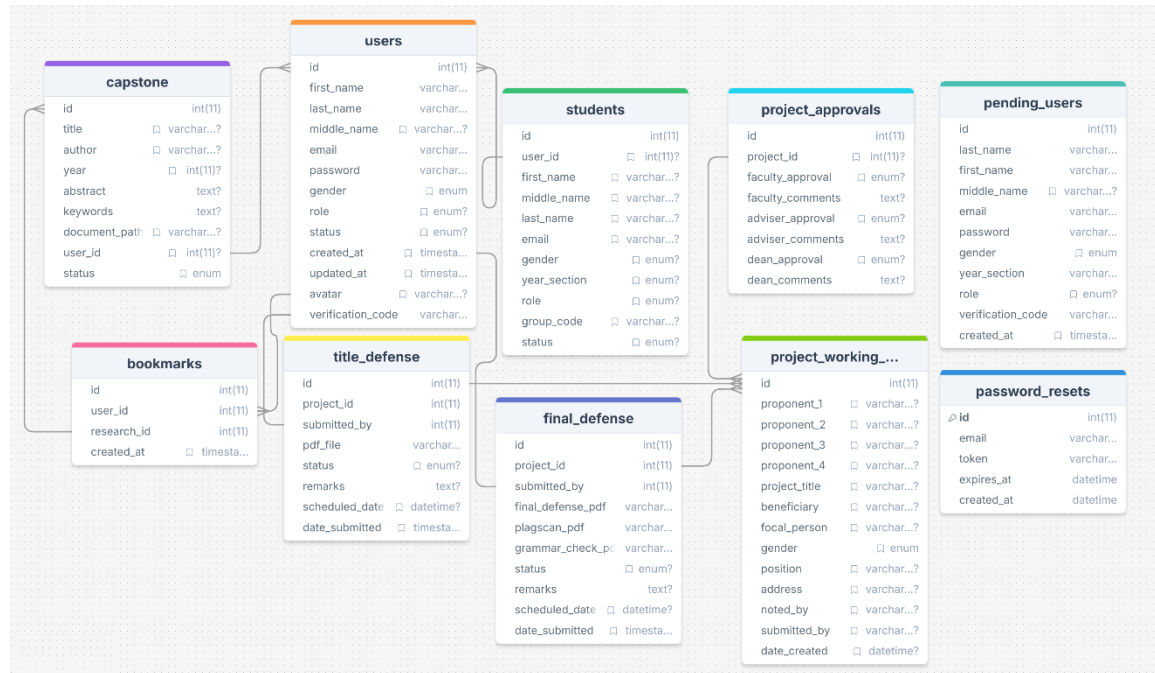 capstone
id int(11)
title varchar...?
author varchar...?
year int(11)?
abstract text?
keywords text?
document_path varchar...?
user_id int(11)?
status enum
users
id int(11)
first_name varchar...
last_name varchar...
middle_name varchar...?
email varchar...
password varchar...
gender enum
role enum?
status enum?
created_at timesta...
updated_at timesta...
avatar varchar...?
verification_code varchar...
students
id int(11)
user_id int(11)?
first_name varchar...?
middle_name varchar...?
last_name varchar...?
email varchar...?
gender enum?
year_section enum?
role enum?
group_code varchar...?
status enum?
project_approvals
id int(11)
project_id int(11)?
faculty_approval enum?
faculty_comments text?
adviser_approval enum?
adviser_comments text?
dean_approval enum?
dean_comments text?
pending_users
id int(11)
last_name varchar...
first_name varchar...
middle_name varchar...?
email varchar...
password varchar...
gender enum
year_section varchar...
role enum?
verification_code varchar...
created_at timesta...
bookmarks
id int(11)
user_id int(11)
research_id int(11)
created_at timesta...
title_defense
id int(11)
project_id int(11)
submitted_by int(11)
pdf_file varchar...
status enum?
remarks text?
scheduled_date datetime?
date_submitted timesta...
final_defense
id int(11)
project_id int(11)
submitted_by int(11)
final_defense_pdf varchar...
plagscan_pdf varchar...
grammar_check_pc varchar...
status enum?
remarks text?
scheduled_date datetime?
date_submitted timesta...
project_working_...
id int(11)
proponent_1 varchar...?
proponent_2 varchar...?
proponent_3 varchar...?
proponent_4 varchar...?
project_title varchar...?
beneficiary varchar...?
focal_person varchar...?
gender enum
position varchar...?
address varchar...?
noted_by varchar...?
submitted_by varchar...?
date_created datetime?
password_resets
id int(11)
email varchar...
token varchar...
expires_at datetime
created_at datetime